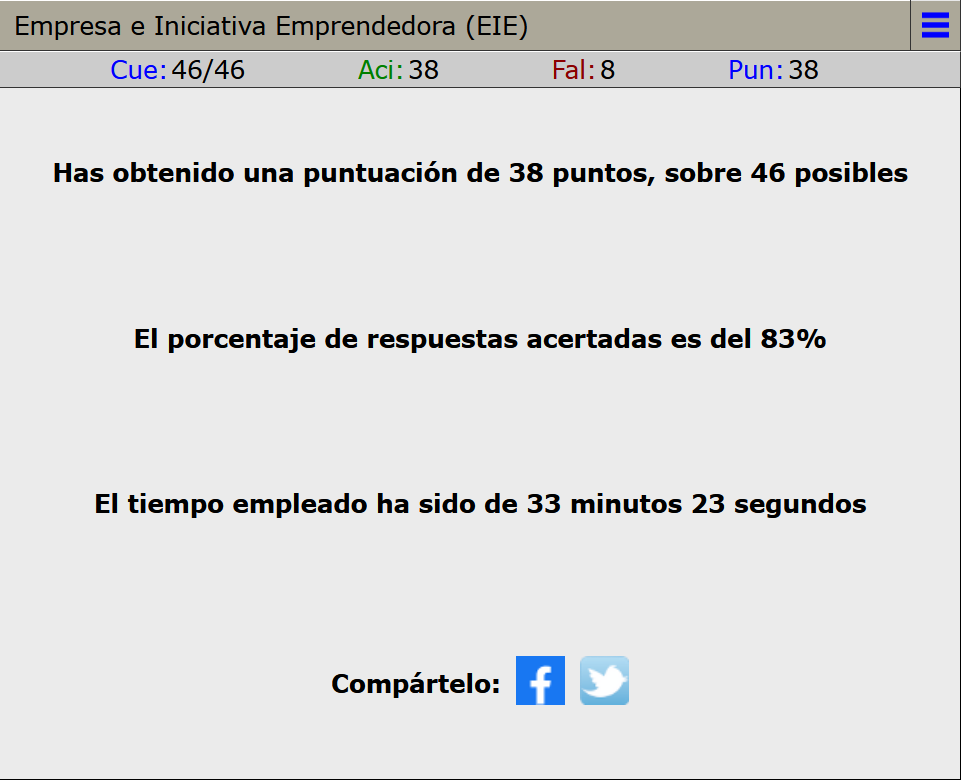 Empresa e Iniciativa Emprendedora (EIE)
Cue: 46/46 Aci: 38 Fal: 8 Pun: 38
Has obtenido una puntuación de 38 puntos, sobre 46 posibles
El porcentaje de respuestas acertadas es del 83%
El tiempo empleado ha sido de 33 minutos 23 segundos
Compártelo: